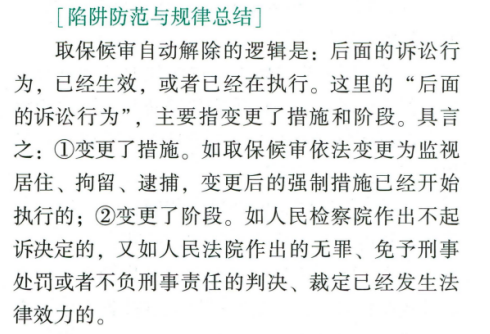 [陷阱防范与规律总结]
取保候审自动解除的逻辑是：后面的诉讼行
为，已经生效，或者已经在执行。这里的“后面
的诉讼行为”，主要指变更了措施和阶段。具言
之：①变更了措施。如取保候审依法变更为监视
居住、拘留、逮捕，变更后的强制措施已经开始
执行的；②变更了阶段。如人民检察院作出不起
诉决定的，又如人民法院作出的无罪、免予刑事
处罚或者不负刑事责任的判决、裁定已经发生法
律效力的。